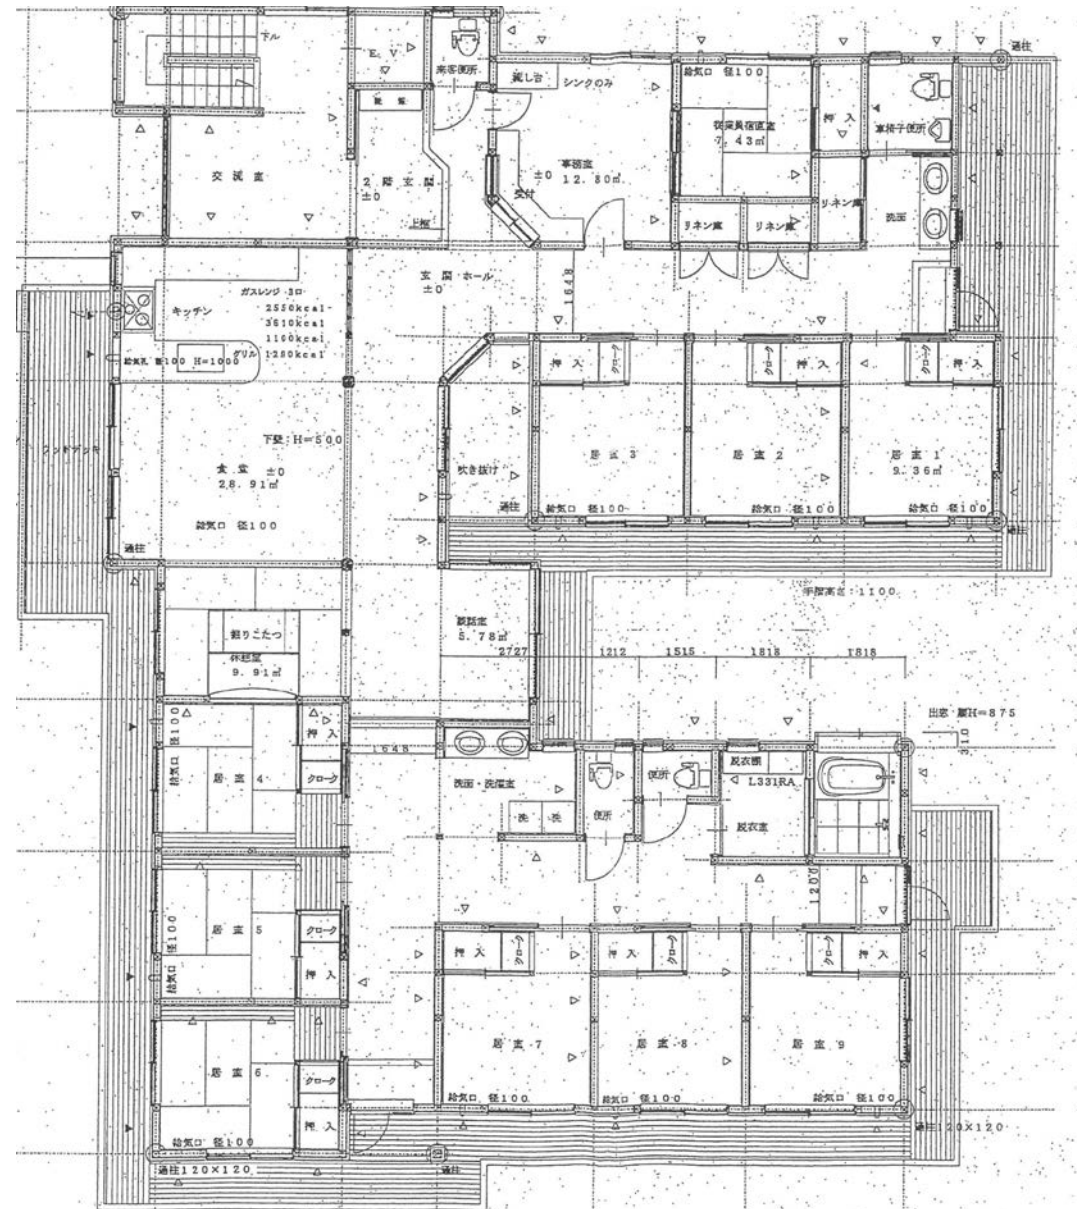 下ル
E．V
来客便所
流し台
シンクのみ
給気口 径100
通柱
従業員宿直室
7．43㎡
押入
車椅子便所
交流室
2階玄関
±0
上框
事務室
±0 12．80㎡
受付
リネン庫
リネン庫
リネン庫
洗面
玄関ホール
±0
1648
キッチン
ガスレンジ 3口
2550kcal
3610kcal
1100kcal
グリル 1280kcal
給気孔 径100 H=1000
ウッドデッキ
下壁：H=500
食堂 ±0
28．91㎡
給気口 径100
通柱
吹き抜け
通柱
押入
クローク
居室3
給気口 径100
クローク
押入
居室2
給気口 径100
クローク
押入
居室1
9．36㎡
給気口 径100
通柱
手摺高さ：1100
掘りこたつ
休憩室
9．91㎡
談話室
5．78㎡
2727
1212
1515
1818
1818
出窓 腰H=875
310
給気口 径100
居室4
押入
クローク
1648
洗面・洗濯室
洗
洗
便所
便所
脱衣棚
L331RA
脱衣室
1200
給気口 径100
居室5
クローク
押入
居室6
クローク
押入
給気口 径100
通柱120×120
通柱
押入
クローク
居室7
給気口 径100
押入
クローク
居室8
給気口 径100
クローク
押入
居室9
給気口 径100
通柱120×120